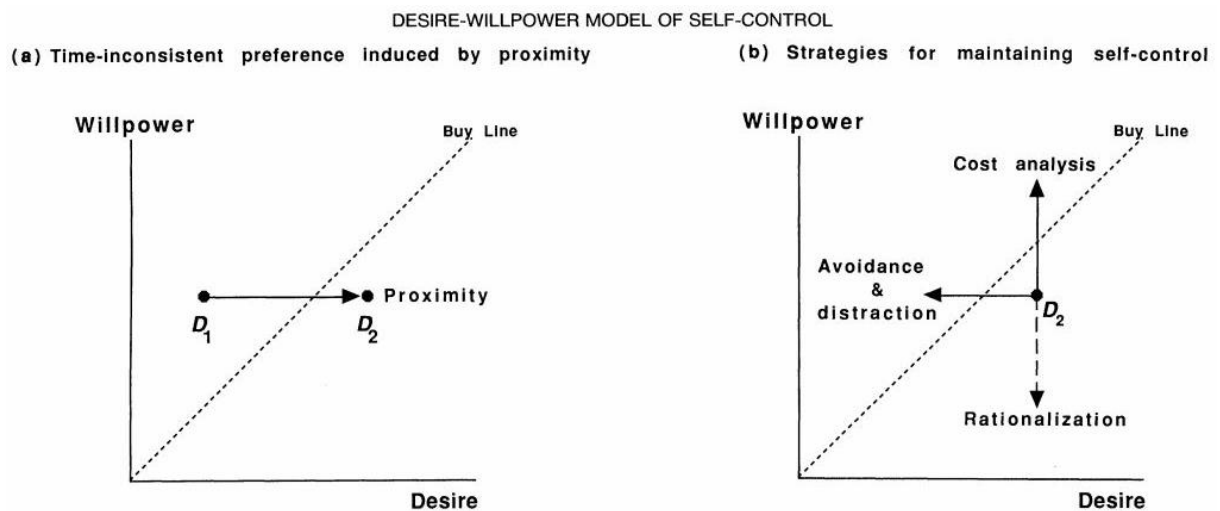 DESIRE-WILLPOWER MODEL OF SELF-CONTROL
(a) Time-inconsistent preference induced by proximity
Willpower
Buy Line
Proximity
D1
D2
Desire
(b) Strategies for maintaining self-control
Willpower
Buy Line
Cost analysis
Avoidance
&
distraction
D2
Rationalization
Desire